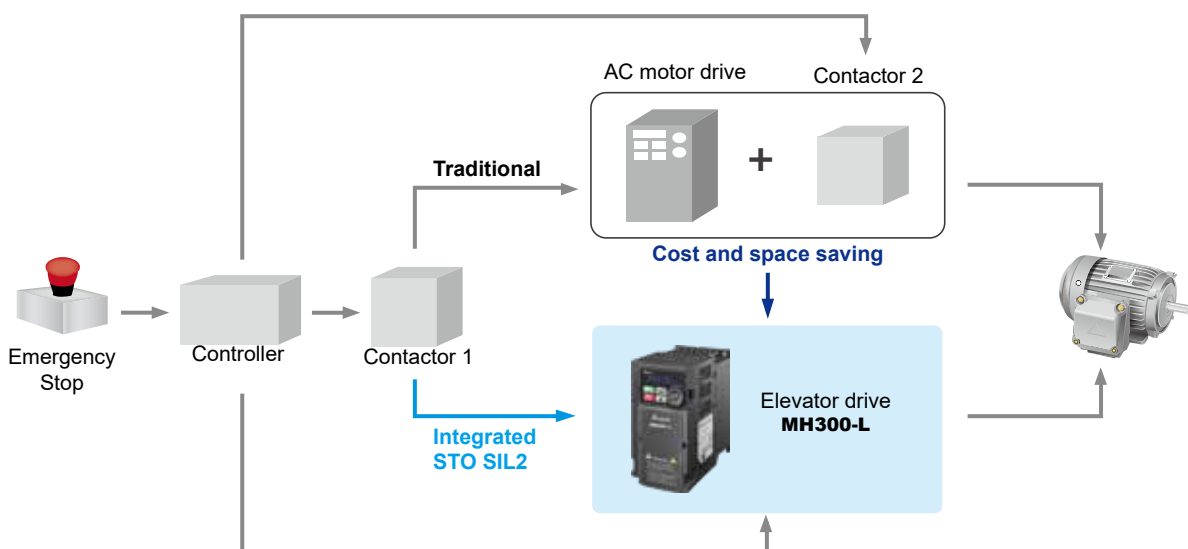 AC motor drive
Contactor 2
Traditional
+
Cost and space saving
Emergency
Stop
Controller
Contactor 1
Integrated
STO SIL2
Elevator drive
MH300-L